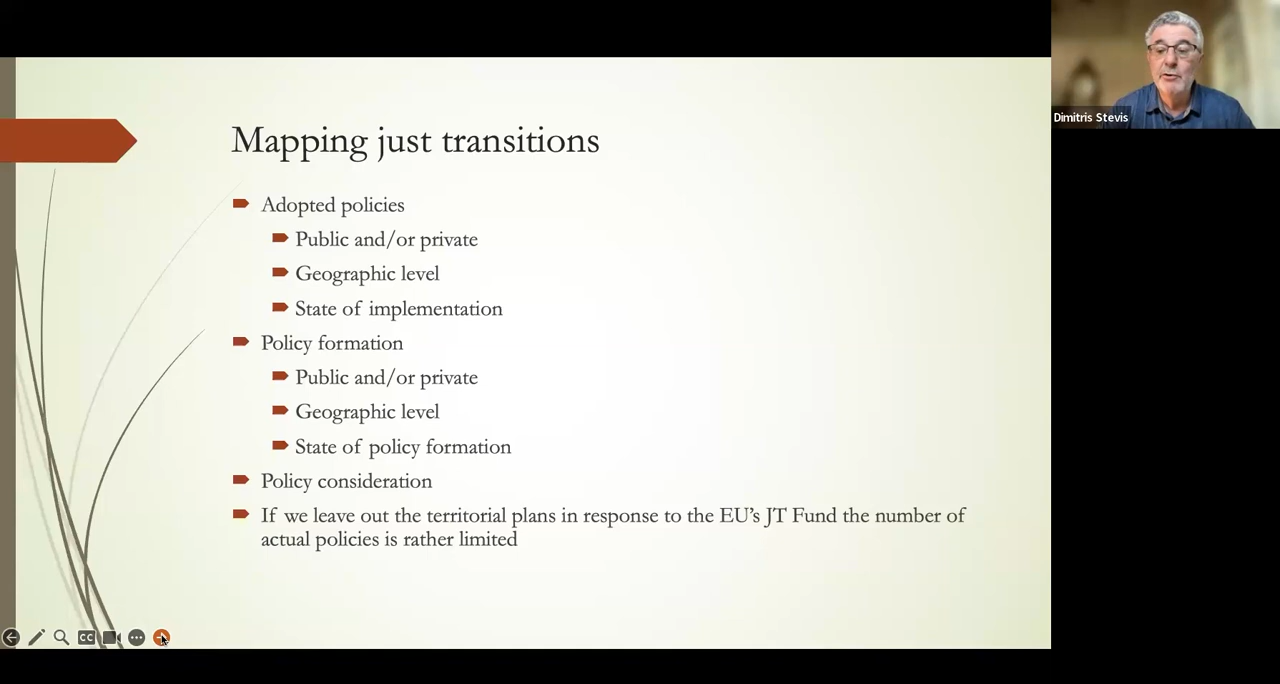 Mapping just transitions
Adopted policies
Public and/or private
Geographic level
State of implementation
Policy formation
Public and/or private
Geographic level
State of policy formation
Policy consideration
If we leave out the territorial plans in response to the EU's JT Fund the number of
actual policies is rather limited
Dimitris Stevis
CC